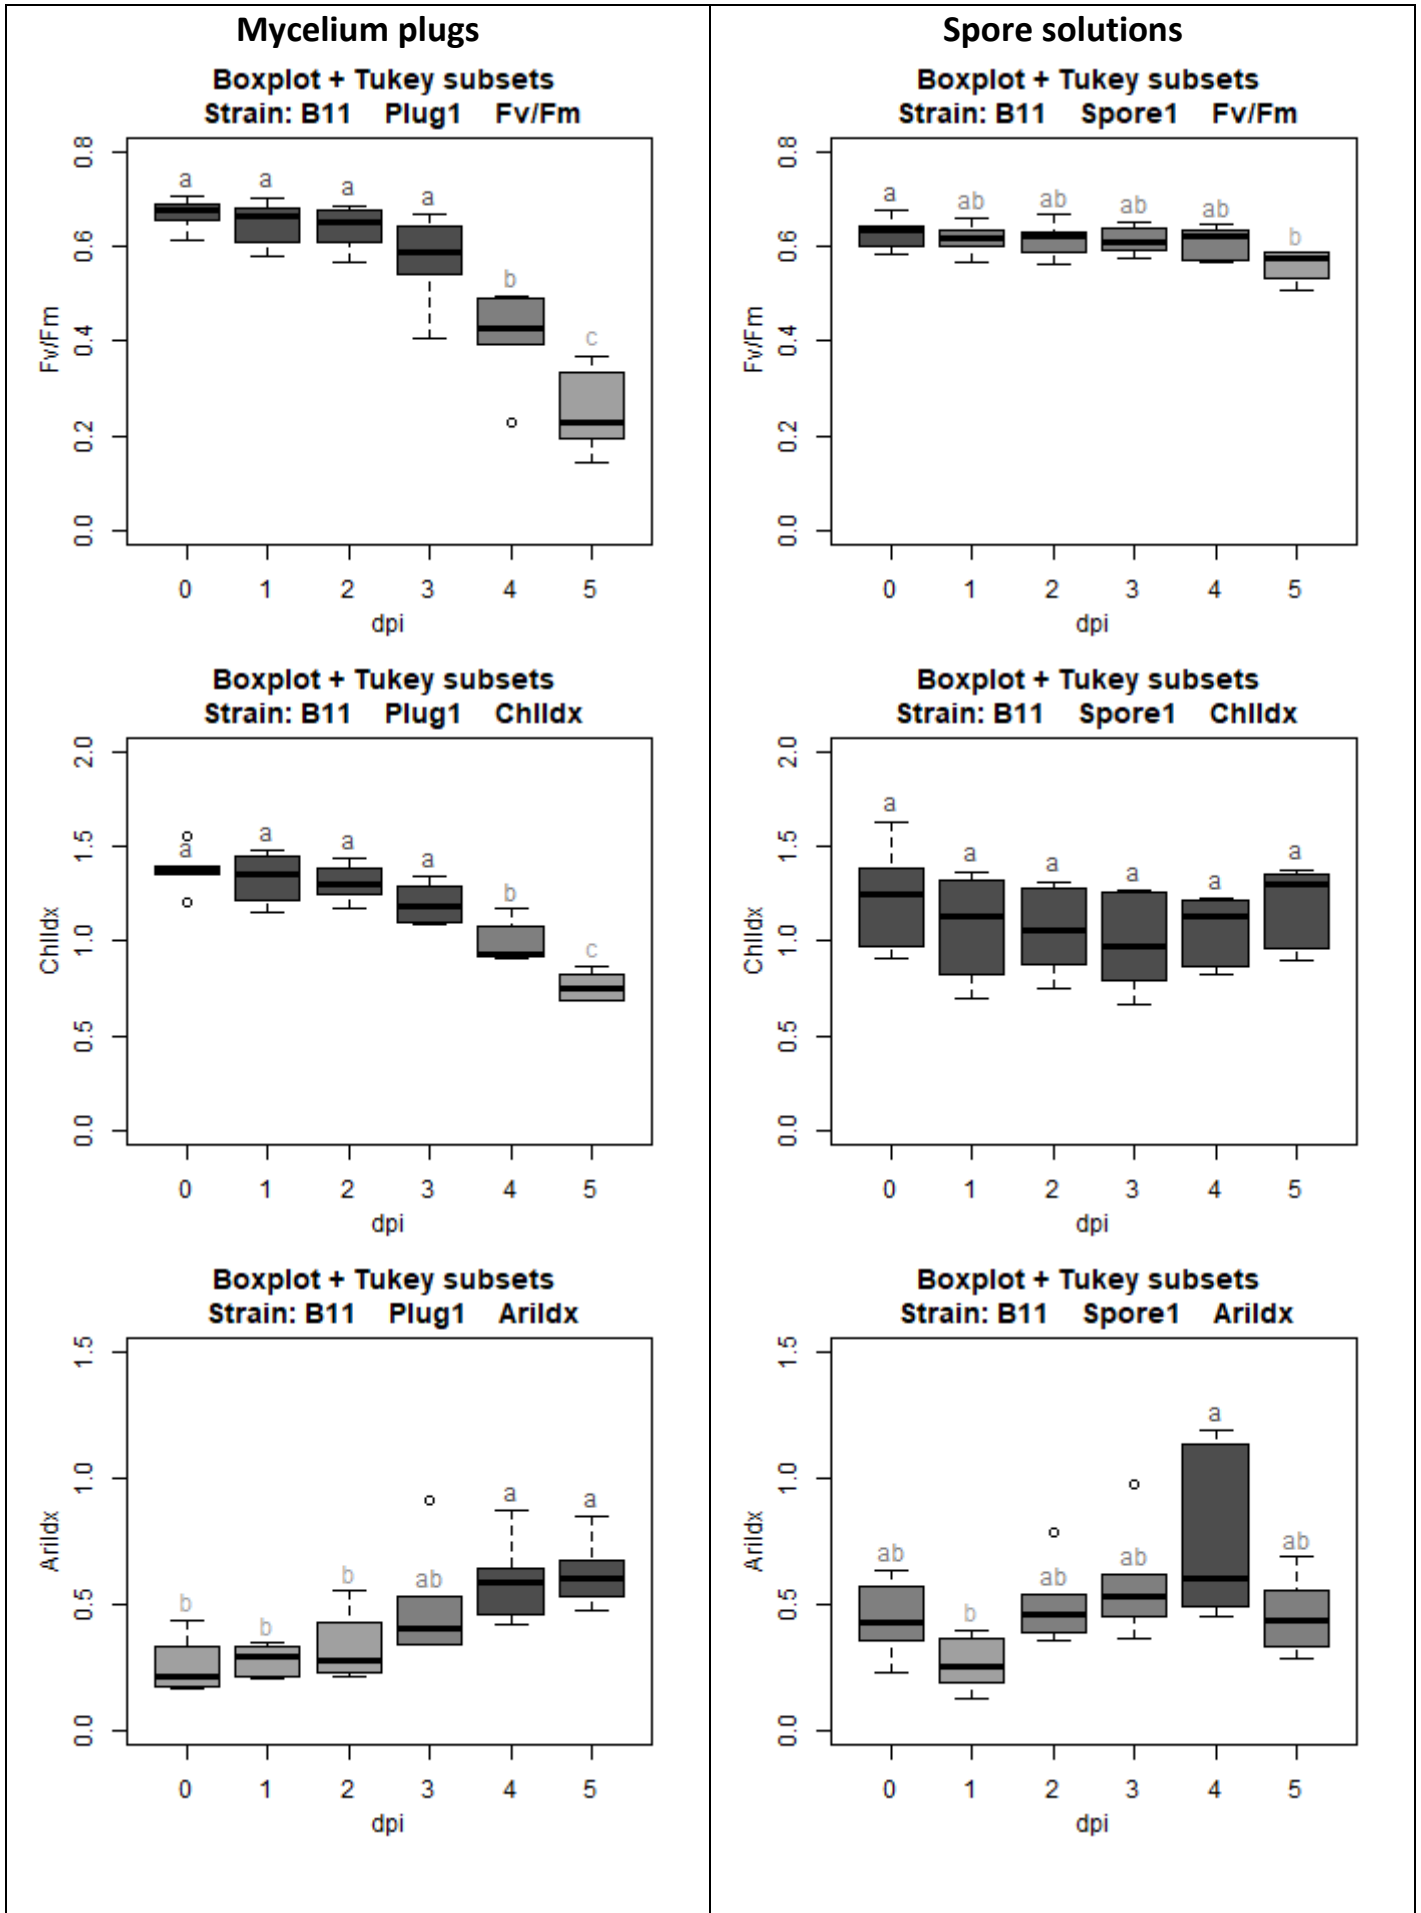 Mycelium plugs
Boxplot + Tukey subsets
Strain: B11 Plug1 Fv/Fm
0.8
0.6
0.4
0.2
0.0
Fv/Fm
a a a a b c
0 1 2 3 4 5
dpi
Boxplot + Tukey subsets
Strain: B11 Plug1 ChlIdx
2.0
1.5
1.0
0.5
0.0
ChlIdx
a a a a b c
0 1 2 3 4 5
dpi
Boxplot + Tukey subsets
Strain: B11 Plug1 AriIdx
1.5
1.0
0.5
0.0
AriIdx
b b b ab a a
0 1 2 3 4 5
dpi
Spore solutions
Boxplot + Tukey subsets
Strain: B11 Spore1 Fv/Fm
0.8
0.6
0.4
0.2
0.0
Fv/Fm
a ab ab ab ab b
0 1 2 3 4 5
dpi
Boxplot + Tukey subsets
Strain: B11 Spore1 ChlIdx
2.0
1.5
1.0
0.5
0.0
ChlIdx
a a a a a a
0 1 2 3 4 5
dpi
Boxplot + Tukey subsets
Strain: B11 Spore1 AriIdx
1.5
1.0
0.5
0.0
AriIdx
ab b ab ab a ab
0 1 2 3 4 5
dpi